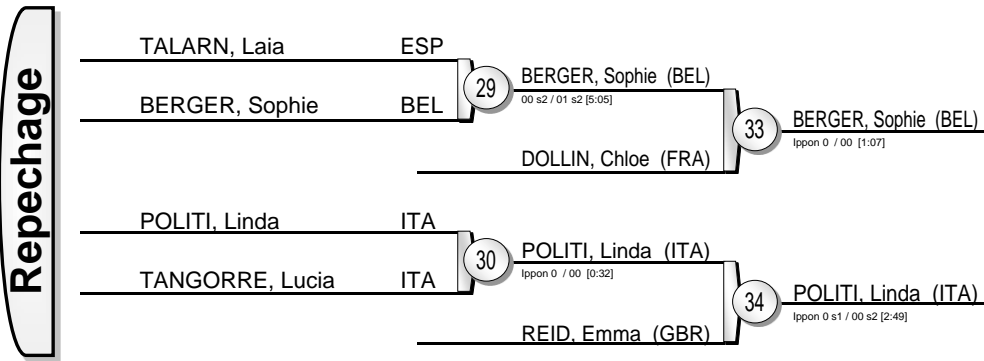 Repechage
TALARN, Laia ESP
BERGER, Sophie BEL
29
BERGER, Sophie (BEL)
00 s2 / 01 s2 [5:05]
DOLLIN, Chloe (FRA)
33
BERGER, Sophie (BEL)
Ippon 0 / 00 [1:07]
POLITI, Linda ITA
TANGORRE, Lucia ITA
30
POLITI, Linda (ITA)
Ippon 0 / 00 [0:32]
REID, Emma (GBR)
34
POLITI, Linda (ITA)
Ippon 0 s1 / 00 s2 [2:49]